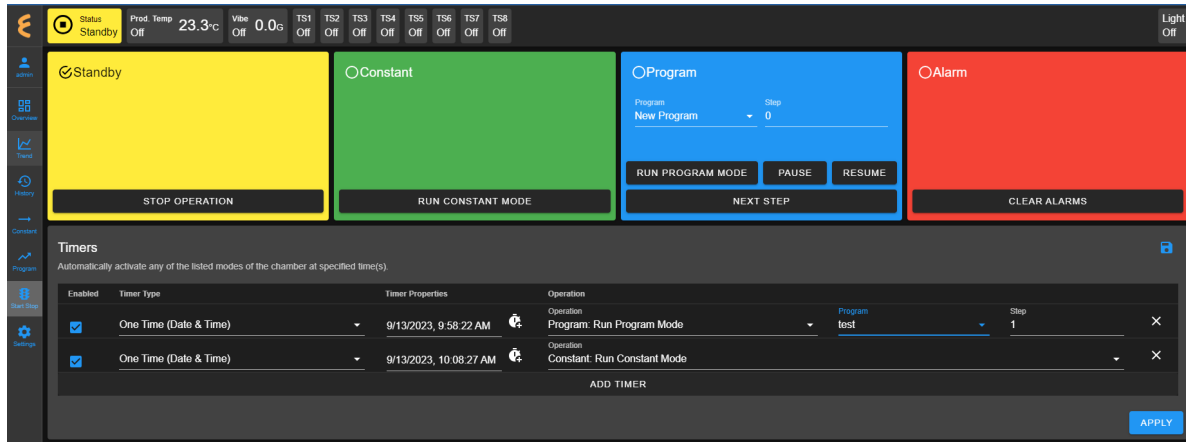 Status
Standby
Prod. Temp
Off
23.3°C
Vibe
Off
0.0G
TS1
Off
TS2
Off
TS3
Off
TS4
Off
TS5
Off
TS6
Off
TS7
Off
TS8
Off
Light
Off
admin
Overview
Trend
History
Constant
Program
Start Stop
Settings
Standby
STOP OPERATION
Constant
RUN CONSTANT MODE
Program
Program
New Program
Step
0
RUN PROGRAM MODE
PAUSE
RESUME
NEXT STEP
Alarm
CLEAR ALARMS
Timers
Automatically activate any of the listed modes of the chamber at specified time(s).
Enabled Timer Type Timer Properties Operation
One Time (Date & Time)
9/13/2023, 9:58:22 AM
Operation
Program: Run Program Mode
Program
test
Step
1
One Time (Date & Time)
9/13/2023, 10:08:27 AM
Operation
Constant: Run Constant Mode
ADD TIMER
APPLY